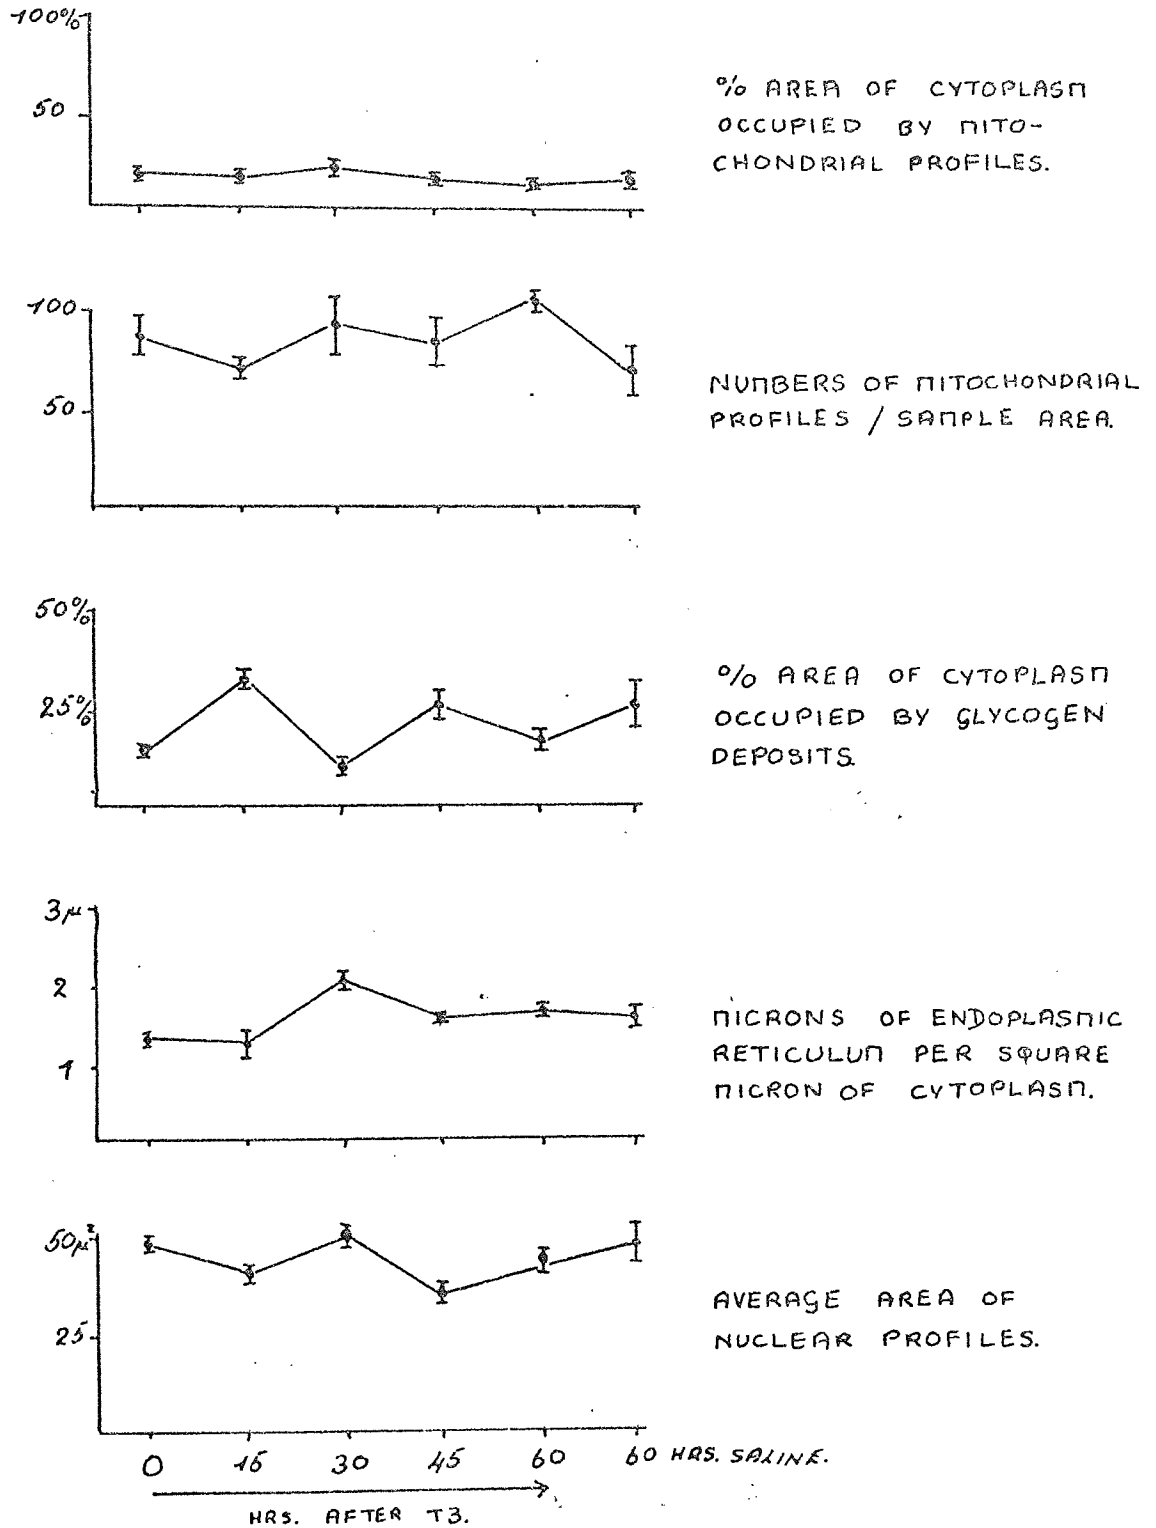 100%
50
% AREA OF CYTOPLASM
OCCUPIED BY MITO-
CHONDRIAL PROFILES.
100
50
NUMBERS OF MITOCHONDRIAL
PROFILES / SAMPLE AREA.
50%
25%
% AREA OF CYTOPLASM
OCCUPIED BY GLYCOGEN
DEPOSITS.
3μ
2
1
MICRONS OF ENDOPLASMIC
RETICULUM PER SQUARE
MICRON OF CYTOPLASM.
50μ²
25
AVERAGE AREA OF
NUCLEAR PROFILES.
0 15 30 45 60 60 HRS. SALINE.
HRS. AFTER T3.